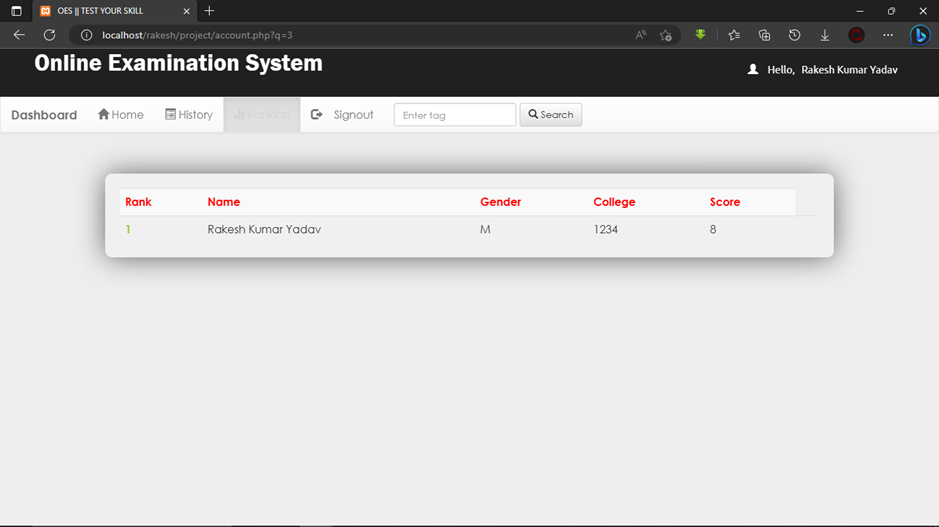 OES || TEST YOUR SKILL
localhost/rakesh/project/account.php?q=3
Online Examination System
Hello, Rakesh Kumar Yadav
Dashboard Home History Ranking Signout Enter tag Search
Rank Name Gender College Score
1 Rakesh Kumar Yadav M 1234 8